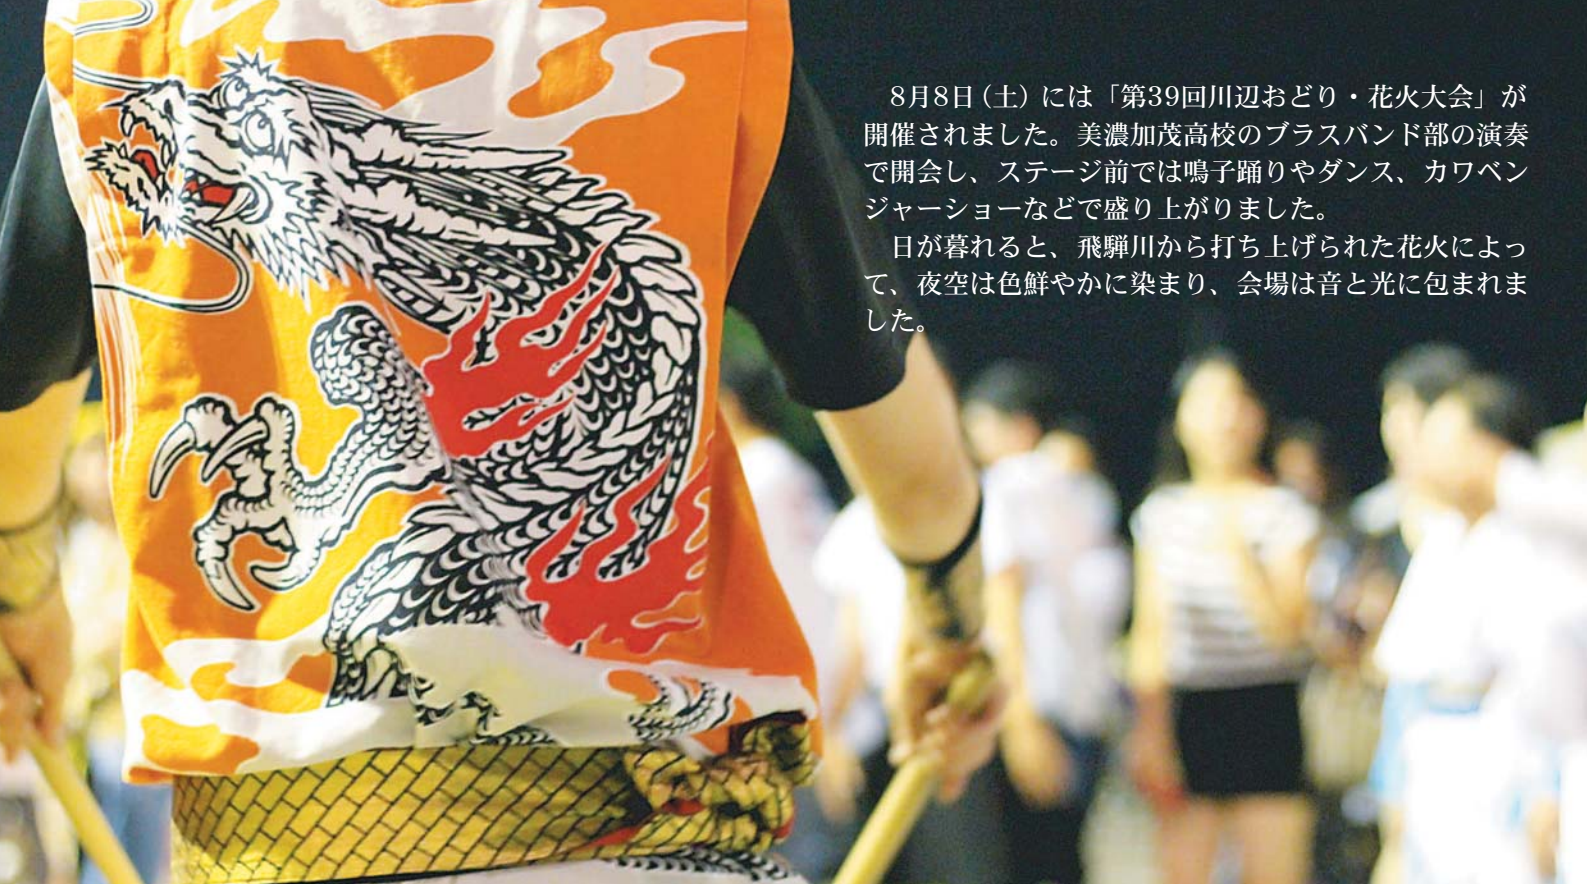 8月8日（土）には「第39回川辺おどり・花火大会」が
開催されました。美濃加茂高校のブラスバンド部の演奏
で開会し、ステージ前では鳴子踊りやダンス、カワベン
ジャーショーなどで盛り上がりました。
　日が暮れると、飛騨川から打ち上げられた花火によっ
て、夜空は色鮮やかに染まり、会場は音と光に包まれま
した。